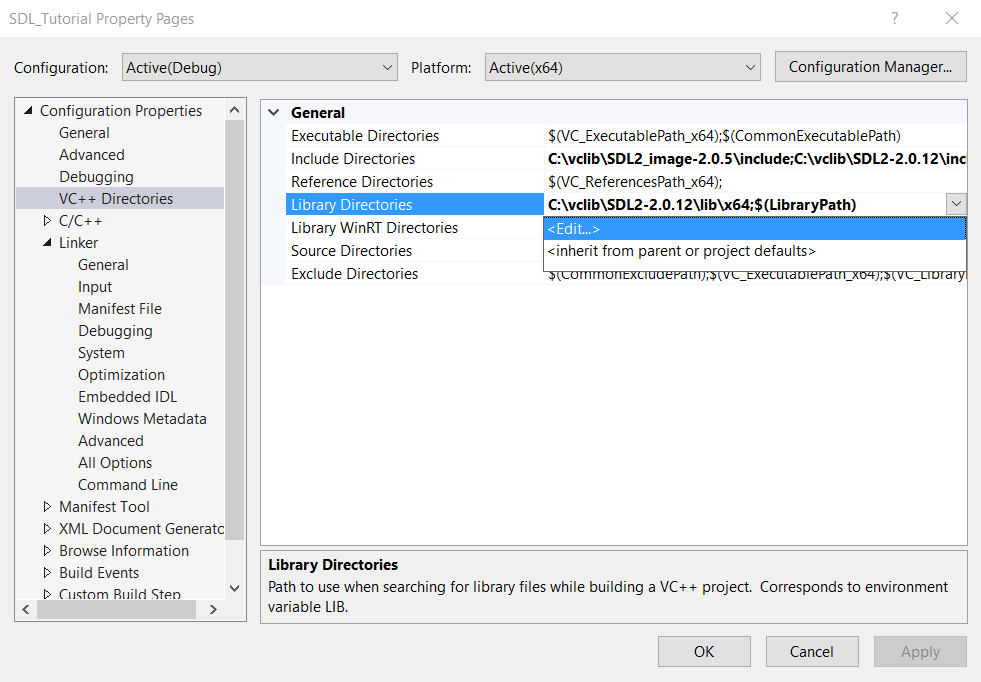 SDL_Tutorial Property Pages
Configuration: Active(Debug) Platform: Active(x64) Configuration Manager...
Configuration Properties
General
Advanced
Debugging
VC++ Directories
C/C++
Linker
General
Input
Manifest File
Debugging
System
Optimization
Embedded IDL
Windows Metadata
Advanced
All Options
Command Line
Manifest Tool
XML Document Generato
Browse Information
Build Events
Custom Build Step
General
Executable Directories $(VC_ExecutablePath_x64);$(CommonExecutablePath)
Include Directories C:\vclib\SDL2_image-2.0.5\include;C:\vclib\SDL2-2.0.12\incl
Reference Directories $(VC_ReferencesPath_x64);
Library Directories C:\vclib\SDL2-2.0.12\lib\x64;$(LibraryPath)
Library WinRT Directories <Edit...>
Source Directories <inherit from parent or project defaults>
Exclude Directories $(CommonExcludePath);$(VC_ExecutablePath_x64);$(VC_Library
Library Directories
Path to use when searching for library files while building a VC++ project. Corresponds to environment
variable LIB.
OK Cancel Apply